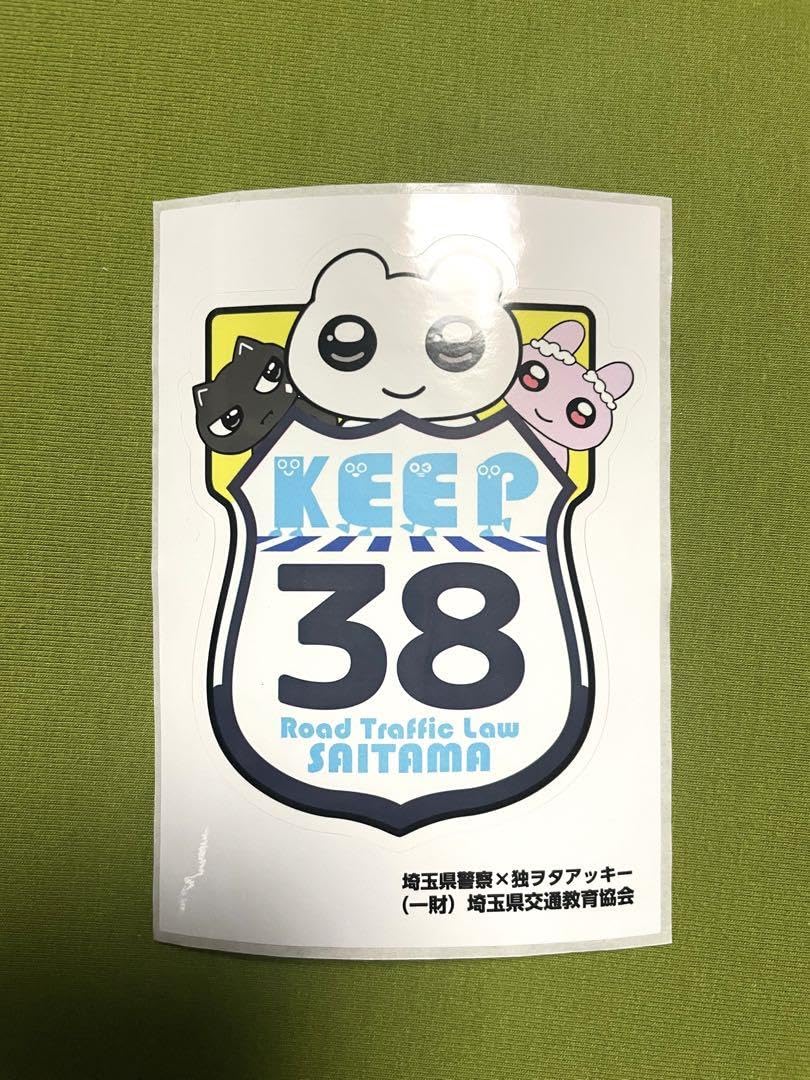 KEEP
38
Road Traffic Law
SAITAMA
埼玉県警察×独ヲタアッキー
(一財) 埼玉県交通教育協会